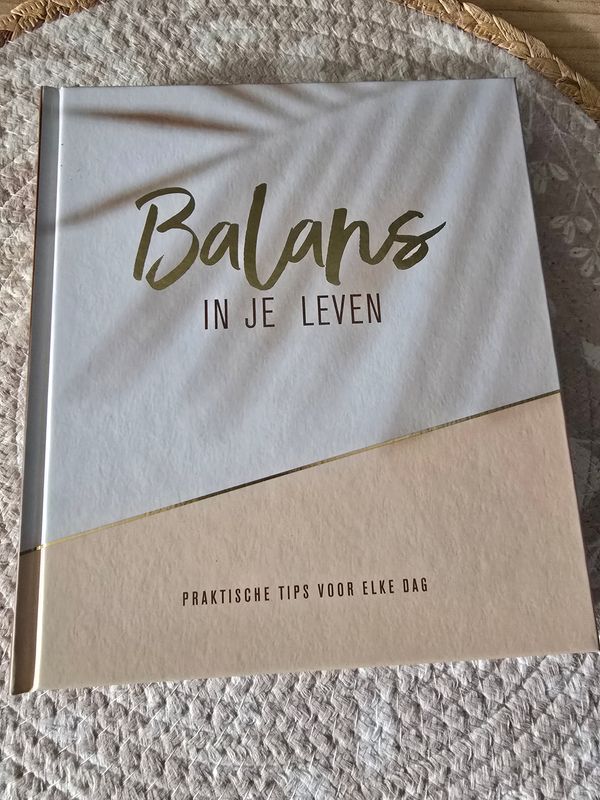 Balans
IN JE LEVEN
PRAKTISCHE TIPS VOOR ELKE DAG